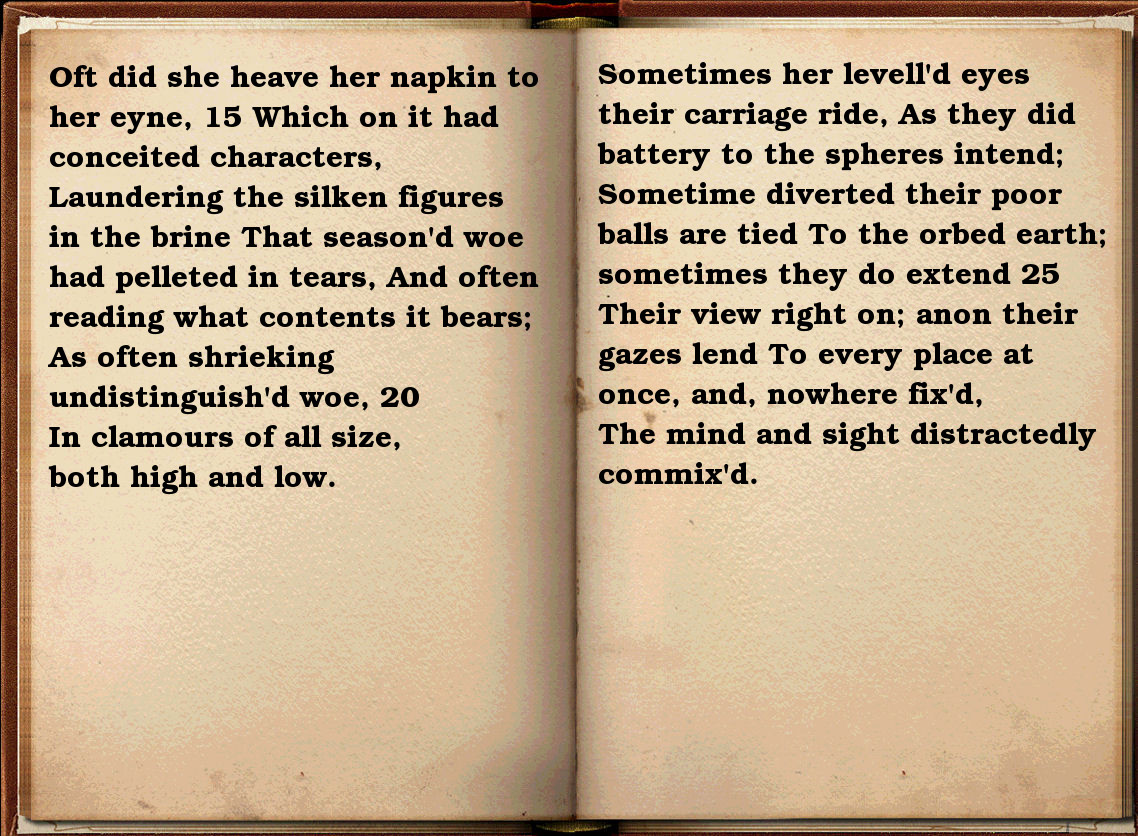 Oft did she heave her napkin to
her eyne, 15 Which on it had
conceited characters,
Laundering the silken figures
in the brine That season'd woe
had pelleted in tears, And often
reading what contents it bears;
As often shrieking
undistinguish'd woe, 20
In clamours of all size,
both high and low.
Sometimes her levell'd eyes
their carriage ride, As they did
battery to the spheres intend;
Sometime diverted their poor
balls are tied To the orbed earth;
sometimes they do extend 25
Their view right on; anon their
gazes lend To every place at
once, and, nowhere fix'd,
The mind and sight distractedly
commix'd.